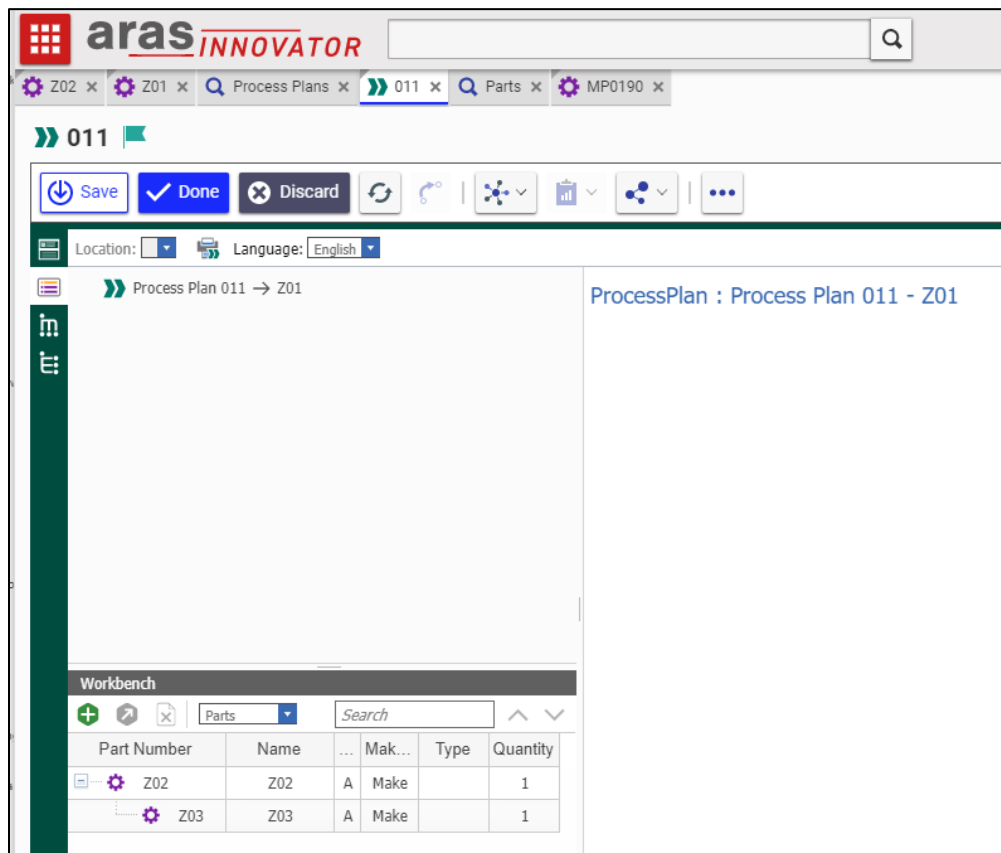 aras INNOVATOR
Z02 Z01 Process Plans 011 Parts MP0190
011
Save Done Discard
Location: Language: English
Process Plan 011 → Z01
ProcessPlan : Process Plan 011 - Z01
Workbench
Parts Search
Part Number Name ... Mak... Type Quantity
Z02 Z02 A Make 1
Z03 Z03 A Make 1